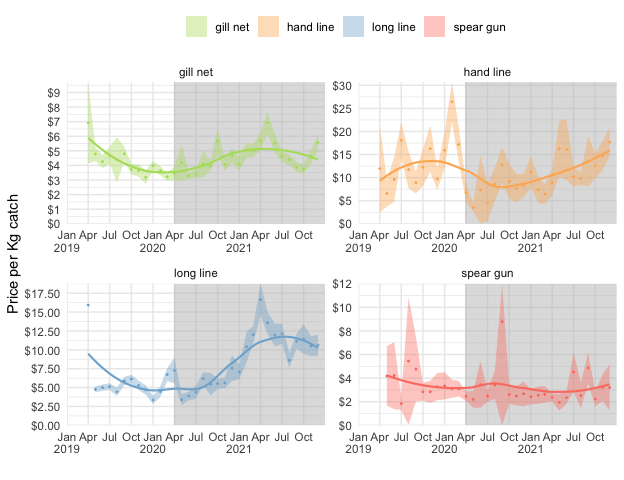 gill net hand line long line spear gun
Price per Kg catch
gill net
$9
$8
$7
$6
$5
$4
$3
$2
$1
$0
Jan Apr Jul Oct Jan Apr Jul Oct Jan Apr Jul Oct
2019 2020 2021
hand line
$30
$25
$20
$15
$10
$5
$0
Jan Apr Jul Oct Jan Apr Jul Oct Jan Apr Jul Oct
2019 2020 2021
long line
$17.50
$15.00
$12.50
$10.00
$7.50
$5.00
$2.50
$0.00
Jan Apr Jul Oct Jan Apr Jul Oct Jan Apr Jul Oct
2019 2020 2021
spear gun
$12
$10
$8
$6
$4
$2
$0
Jan Apr Jul Oct Jan Apr Jul Oct Jan Apr Jul Oct
2019 2020 2021